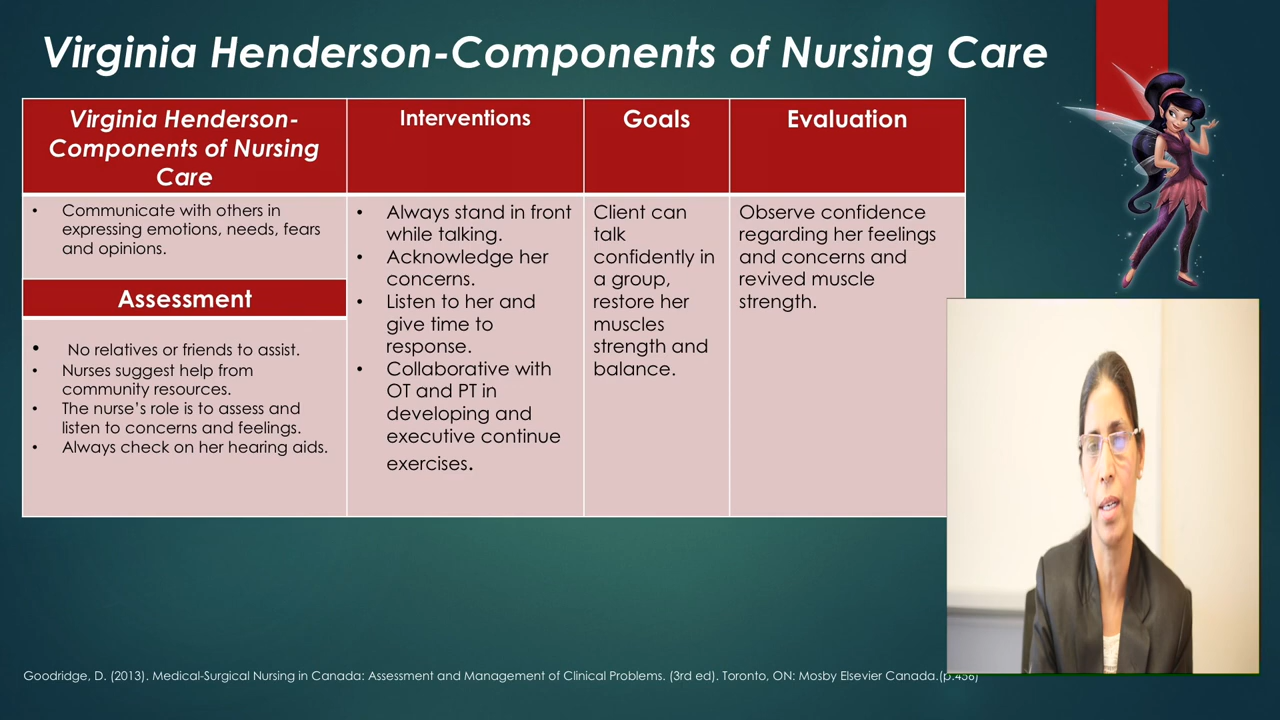 Virginia Henderson-Components of Nursing Care
Virginia Henderson-
Components of Nursing
Care
Interventions
Goals
Evaluation
• Communicate with others in
expressing emotions, needs, fears
and opinions.
Assessment
• No relatives or friends to assist.
• Nurses suggest help from
community resources.
• The nurse’s role is to assess and
listen to concerns and feelings.
• Always check on her hearing aids.
• Always stand in front
while talking.
• Acknowledge her
concerns.
• Listen to her and
give time to
response.
• Collaborative with
OT and PT in
developing and
executive continue
exercises.
Client can
talk
confidently in
a group,
restore her
muscles
strength and
balance.
Observe confidence
regarding her feelings
and concerns and
revived muscle
strength.
Goodridge, D. (2013). Medical-Surgical Nursing in Canada: Assessment and Management of Clinical Problems. (3rd ed). Toronto, ON: Mosby Elsevier Canada.